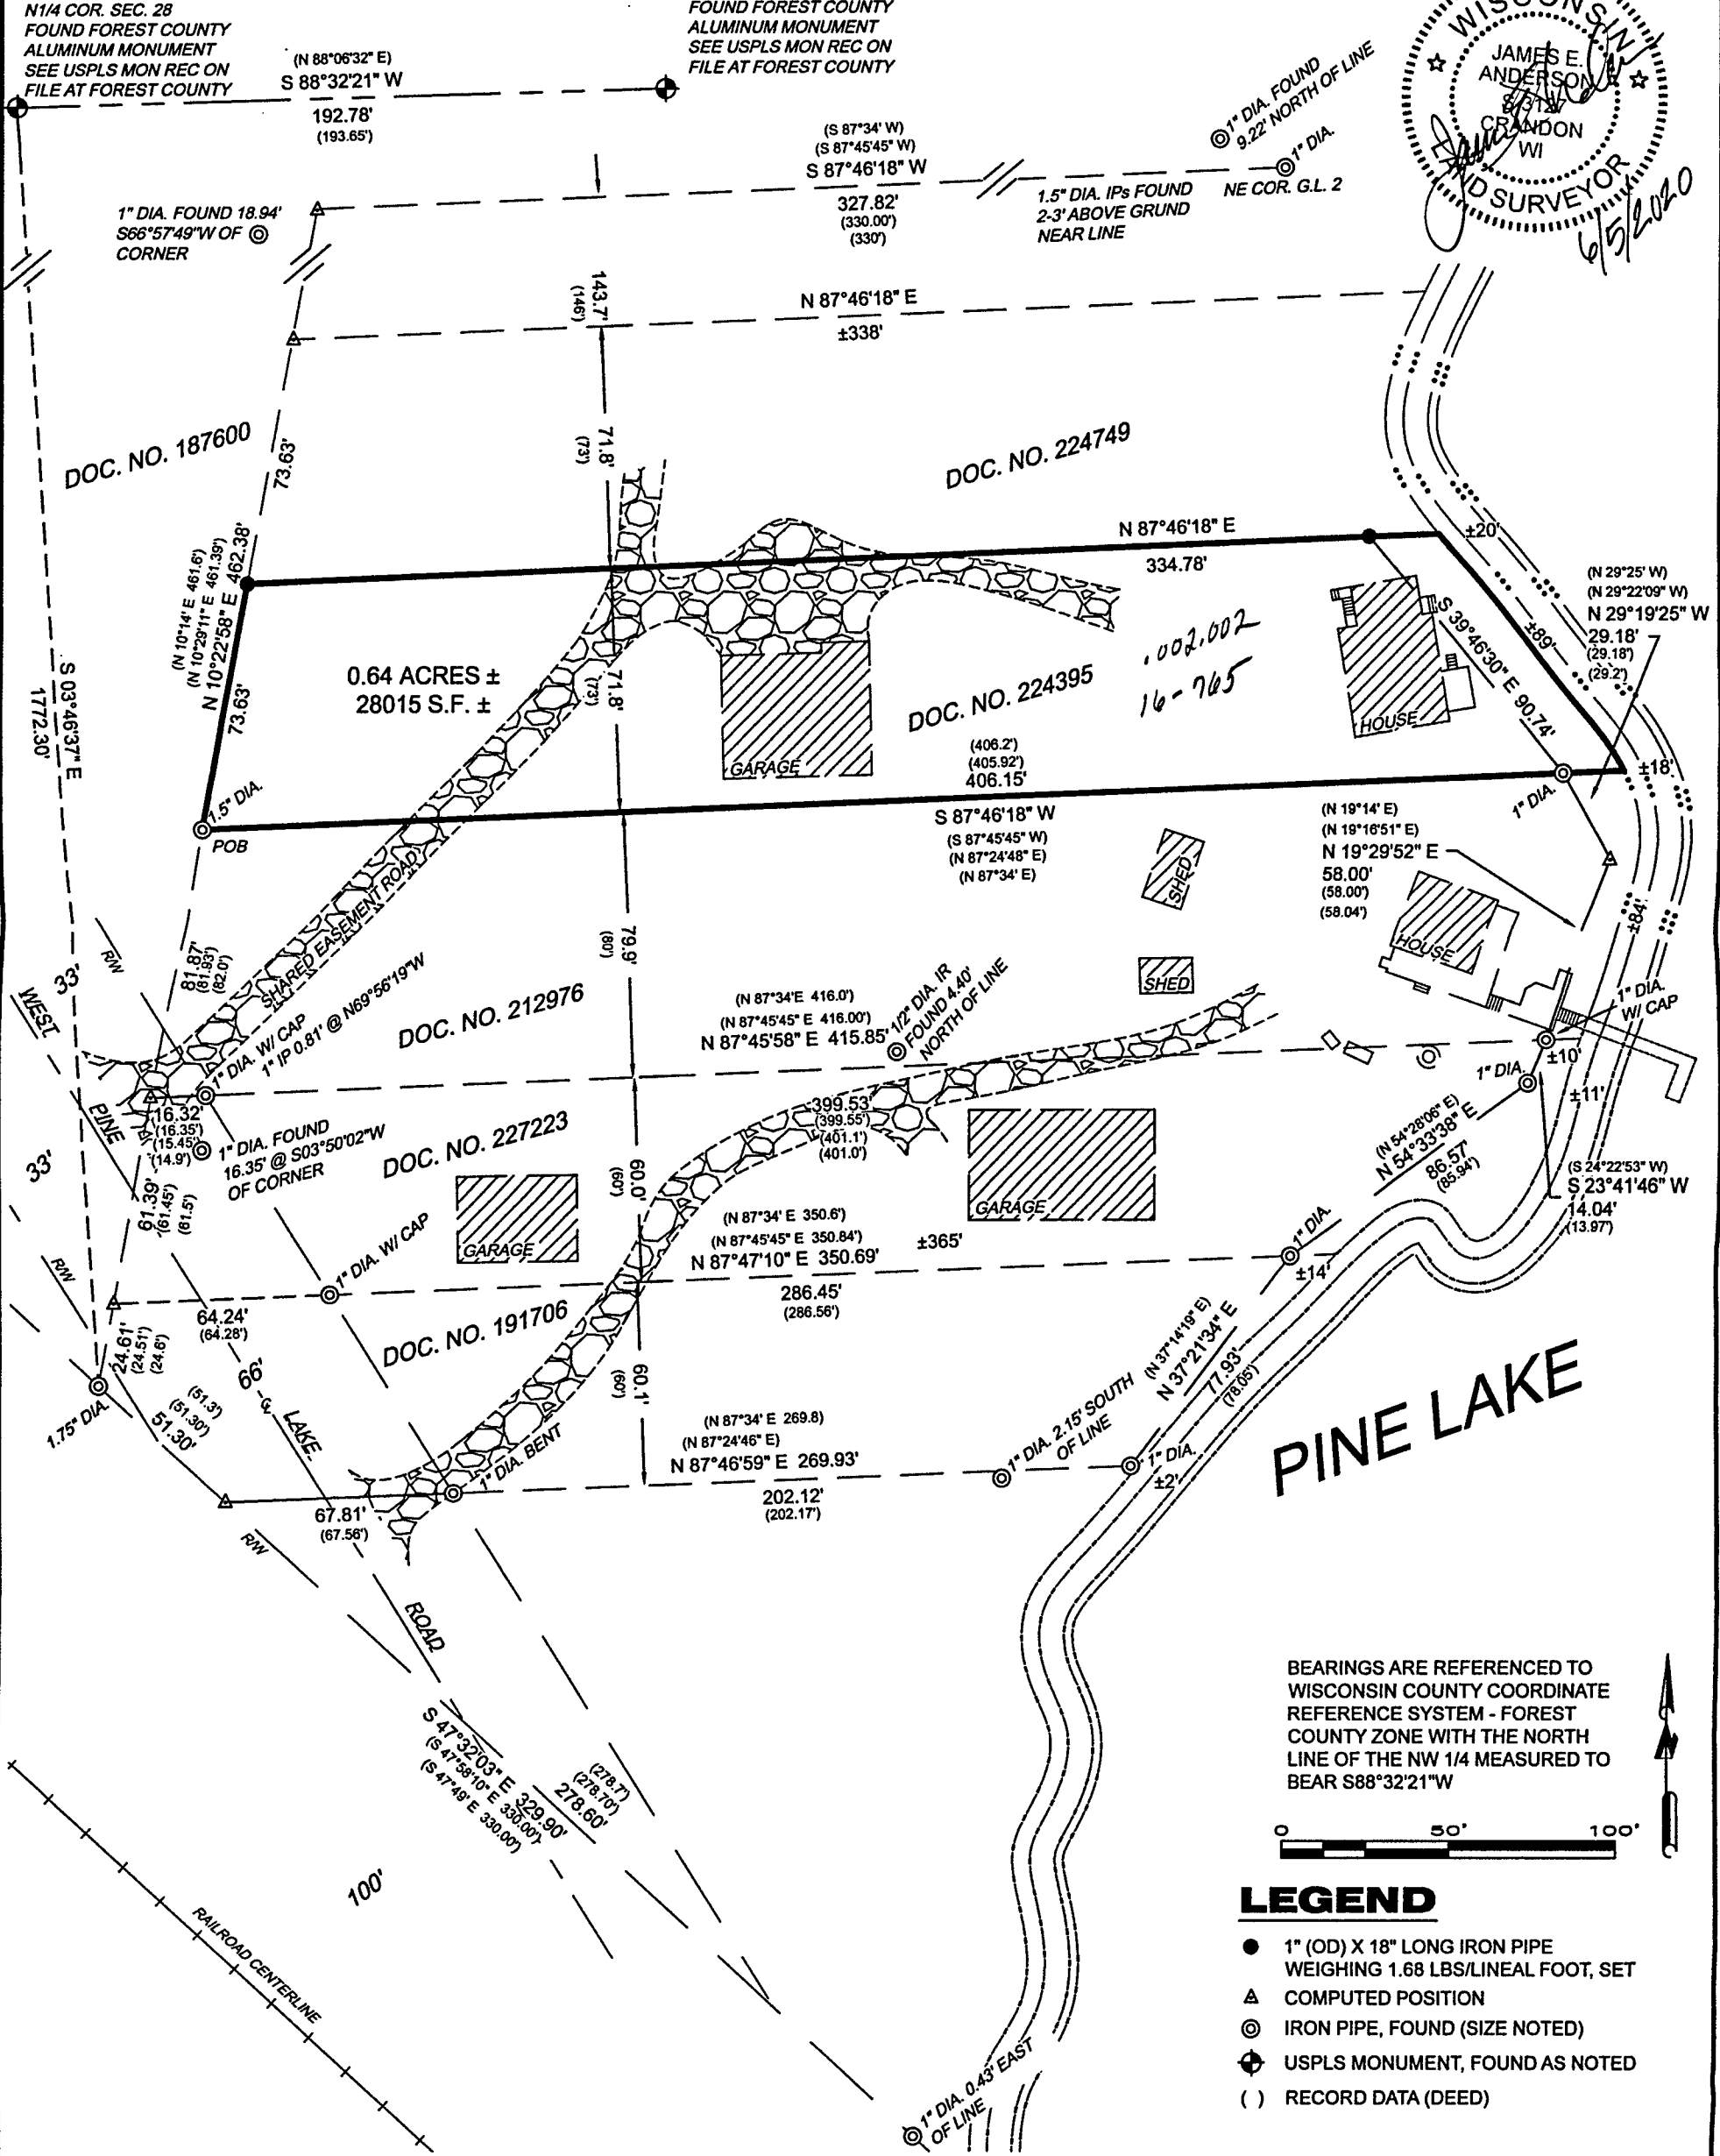 N1/4 COR. SEC. 28
FOUND FOREST COUNTY
ALUMINUM MONUMENT
SEE USPLS MON REC ON
FILE AT FOREST COUNTY
(N 88°06'32" E)
S 88°32'21" W
192.78'
(193.65')
FOUND FOREST COUNTY
ALUMINUM MONUMENT
SEE USPLS MON REC ON
FILE AT FOREST COUNTY
WISCONSIN
JAMES E.
ANDERSON
S-3127
CRANDON
WI
LAND SURVEYOR
6/5/2020
1" DIA. FOUND
9.22' NORTH OF LINE
1" DIA.
NE COR. G.L. 2
(S 87°34' W)
(S 87°45'45" W)
S 87°46'18" W
327.82'
(330.00')
(330')
1.5" DIA. IPs FOUND
2-3' ABOVE GRUND
NEAR LINE
1" DIA. FOUND 18.94'
S66°57'49"W OF
CORNER
143.7'
(146')
N 87°46'18" E
±338'
DOC. NO. 187600
73.63'
71.8'
(73')
DOC. NO. 224749
N 87°46'18" E
334.78'
±20'
(N 10°14' E 461.6')
(N 10°29'11" E 461.39')
N 10°22'58" E 462.38'
73.63'
0.64 ACRES ±
28015 S.F. ±
71.8'
(73')
GARAGE
DOC. NO. 224395
.002,002
16-765
HOUSE
S 39°46'30" E 90.74'
±89'
(N 29°25' W)
(N 29°22'09" W)
N 29°19'25" W
29.18'
(29.18')
(29.2')
S 03°46'37" E
1772.30'
1.5" DIA.
POB
(406.2')
(405.92')
406.15'
S 87°46'18" W
(S 87°45'45" W)
(N 87°24'48" E)
(N 87°34' E)
1" DIA.
±18'
(N 19°14' E)
(N 19°16'51" E)
N 19°29'52" E
58.00'
(58.00')
(58.04')
SHED
SHED
HOUSE
±84'
1" DIA.
W/ CAP
SHARED EASEMENT ROAD
81.87'
(81.93')
(82.0')
79.9'
(80')
R/W
33'
WEST
PINE
33'
1" DIA. W/ CAP
1" IP 0.81' @ N69°56'19"W
DOC. NO. 212976
(N 87°34'E 416.0')
(N 87°45'45" E 416.00')
N 87°45'58" E 415.85'
1/2" DIA. IR
FOUND 4.40'
NORTH OF LINE
±10'
1" DIA.
±11'
16.32'
(16.35')
(15.45')
(14.9')
1" DIA. FOUND
16.35' @ S03°50'02"W
OF CORNER
61.39'
(61.45')
(61.5')
DOC. NO. 227223
399.53'
(399.55')
(401.1')
(401.0')
60.0'
(60')
GARAGE
GARAGE
(N 54°28'06" E)
N 54°33'38" E
86.57'
(85.94')
(S 24°22'53" W)
S 23°41'46" W
14.04'
(13.97')
1" DIA. W/ CAP
(N 87°34' E 350.6')
(N 87°45'45" E 350.84')
N 87°47'10" E 350.69'
±365'
286.45'
(286.56')
1" DIA.
±14'
R/W
64.24'
(64.28')
24.61'
(24.51')
(24.6')
1.75" DIA.
(51.3')
(51.30')
51.30'
66'
LAKE
DOC. NO. 191706
60.1'
(60')
(N 37°14'19" E)
N 37°21'34" E
77.93'
(78.05')
PINE LAKE
(N 87°34' E 269.8)
(N 87°24'46" E)
N 87°46'59" E 269.93'
202.12'
(202.17')
1" DIA. BENT
1" DIA. 2.15' SOUTH
OF LINE
1" DIA.
±2'
67.81'
(67.56')
R/W
ROAD
S 47°32'03" E 329.90'
(S 47°58'10" E 330.00')
(S 47°49' E 330.00')
(278.7')
(278.70')
278.60'
100'
RAILROAD CENTERLINE
1" DIA. 0.43' EAST
OF LINE
BEARINGS ARE REFERENCED TO
WISCONSIN COUNTY COORDINATE
REFERENCE SYSTEM - FOREST
COUNTY ZONE WITH THE NORTH
LINE OF THE NW 1/4 MEASURED TO
BEAR S88°32'21"W
0 50' 100'
LEGEND
1" (OD) X 18" LONG IRON PIPE
WEIGHING 1.68 LBS/LINEAL FOOT, SET
COMPUTED POSITION
IRON PIPE, FOUND (SIZE NOTED)
USPLS MONUMENT, FOUND AS NOTED
( ) RECORD DATA (DEED)